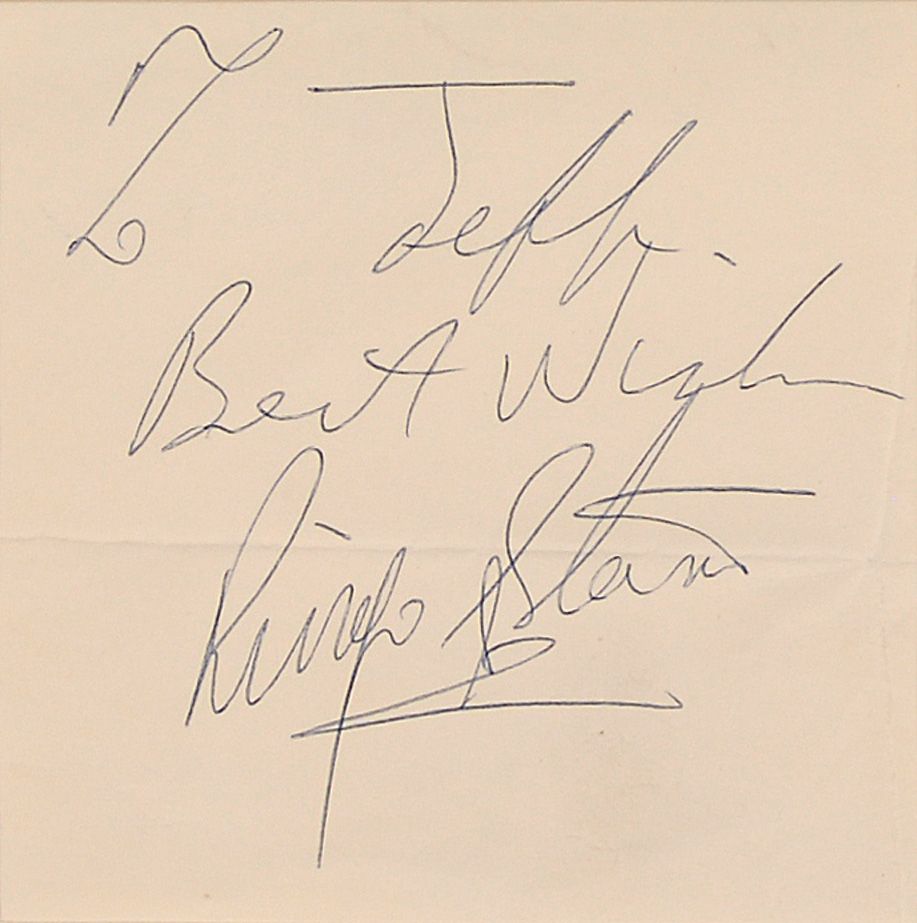 To Jeff.
Best Wishes
Ringo Starr